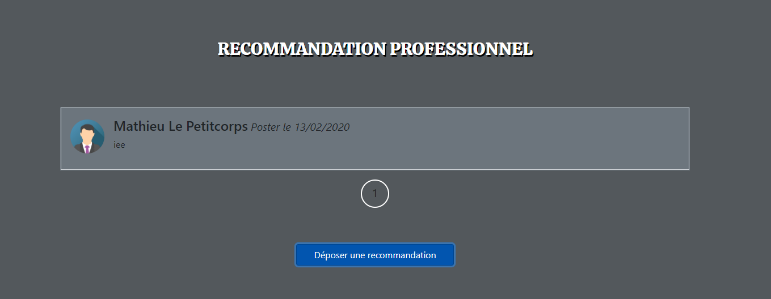 RECOMMANDATION PROFESSIONNEL
Mathieu Le Petitcorps Poster le 13/02/2020
iee
1
Déposer une recommandation